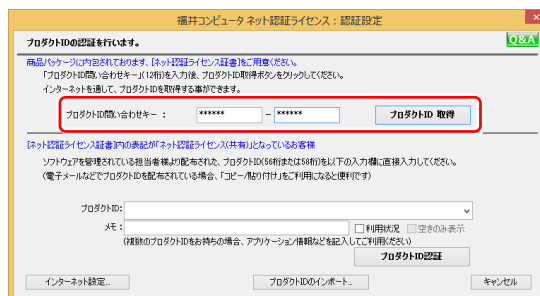 福井コンピュータ ネット認証ライセンス：認証設定
×
プロダクトIDの認証を行います。
Q&A
商品パッケージに内包されております、[ネット認証ライセンス証書]をご用意ください。
「プロダクトID問い合わせキー」(12桁)を入力後、プロダクトID取得ボタンをクリックしてください。
インターネットを通して、プロダクトIDを取得する事ができます。
プロダクトID問い合わせキー ： ****** － ****** プロダクトID 取得
[ネット認証ライセンス証書]内の表記が「ネット認証ライセンス(共有)」となっているお客様
ソフトウェアを管理されている担当者様より配布された、プロダクトID(56桁または58桁)を以下の入力欄に直接入力してください。
(電子メールなどでプロダクトIDを配布されている場合、「コピー/貼り付け」をご利用になると便利です)
プロダクトID:
メモ: 利用状況 空きのみ表示
(複数のプロダクトIDをお持ちの場合、アプリケーション情報などを記入してご利用ください)
プロダクトID認証
インターネット設定... プロダクトIDのインポート... キャンセル